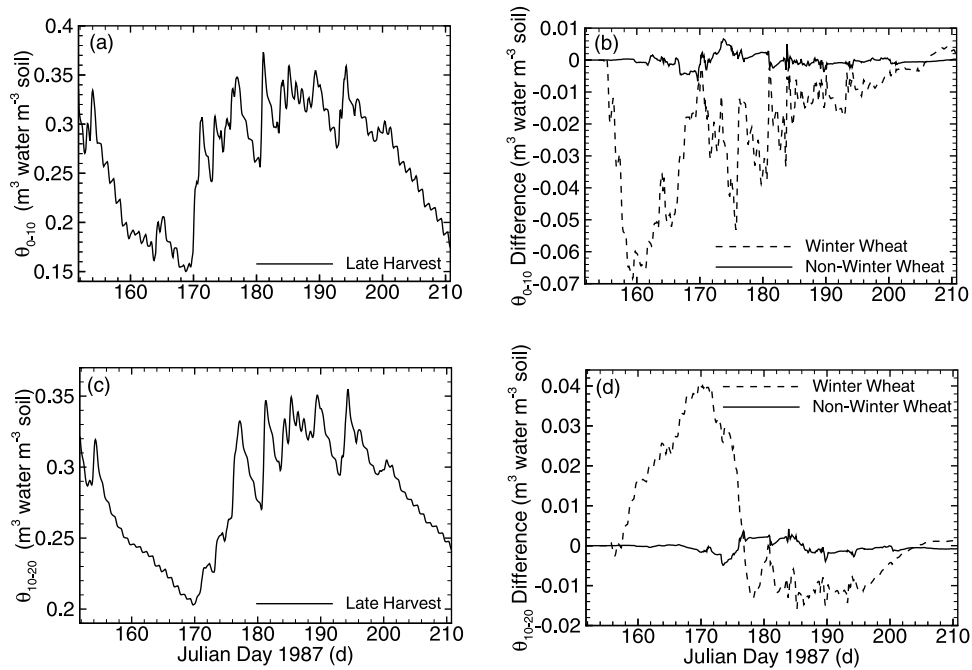 (a)
0.4
0.35
0.3
0.25
0.2
0.15
θ0-10 (m³ water m⁻³ soil)
Late Harvest
160 170 180 190 200 210
(b)
0.01
0
-0.01
-0.02
-0.03
-0.04
-0.05
-0.06
-0.07
θ0-10 Difference (m³ water m⁻³ soil)
Winter Wheat
Non-Winter Wheat
160 170 180 190 200 210
(c)
0.35
0.3
0.25
0.2
θ10-20 (m³ water m⁻³ soil)
Late Harvest
160 170 180 190 200 210
Julian Day 1987 (d)
(d)
0.04
0.03
0.02
0.01
0
-0.01
-0.02
θ10-20 Difference (m³ water m⁻³ soil)
Winter Wheat
Non-Winter Wheat
160 170 180 190 200 210
Julian Day 1987 (d)